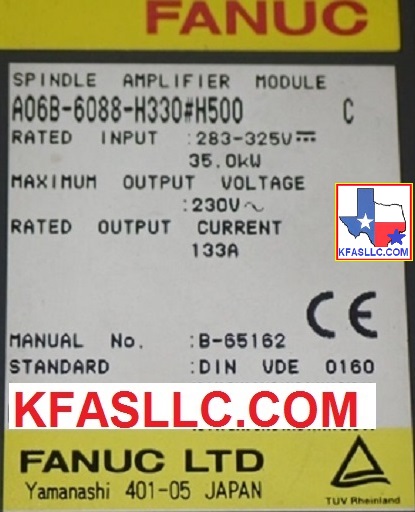 FANUC
SPINDLE AMPLIFIER MODULE
A06B-6088-H330#H500 C
RATED INPUT :283-325V⎓
35.0kW
MAXIMUM OUTPUT VOLTAGE
:230V∿
RATED OUTPUT CURRENT
133A
KFASLLC.COM
CE
MANUAL No. :B-65162
STANDARD :DIN VDE 0160
KFASLLC.COM
FANUC LTD
Yamanashi 401-05 JAPAN
TÜV Rheinland